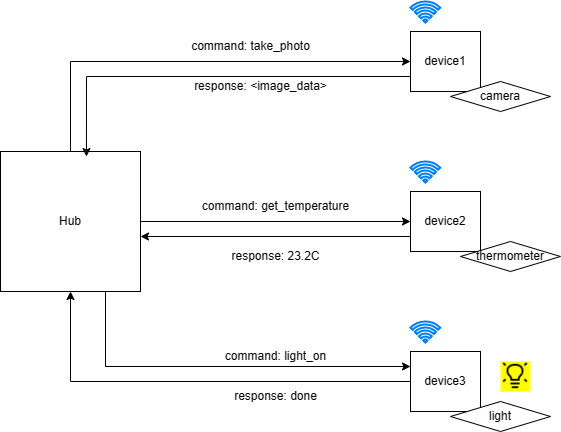 command: take_photo
device1
response: <image_data>
camera
Hub
command: get_temperature
device2
response: 23.2C
thermometer
command: light_on
device3
response: done
light